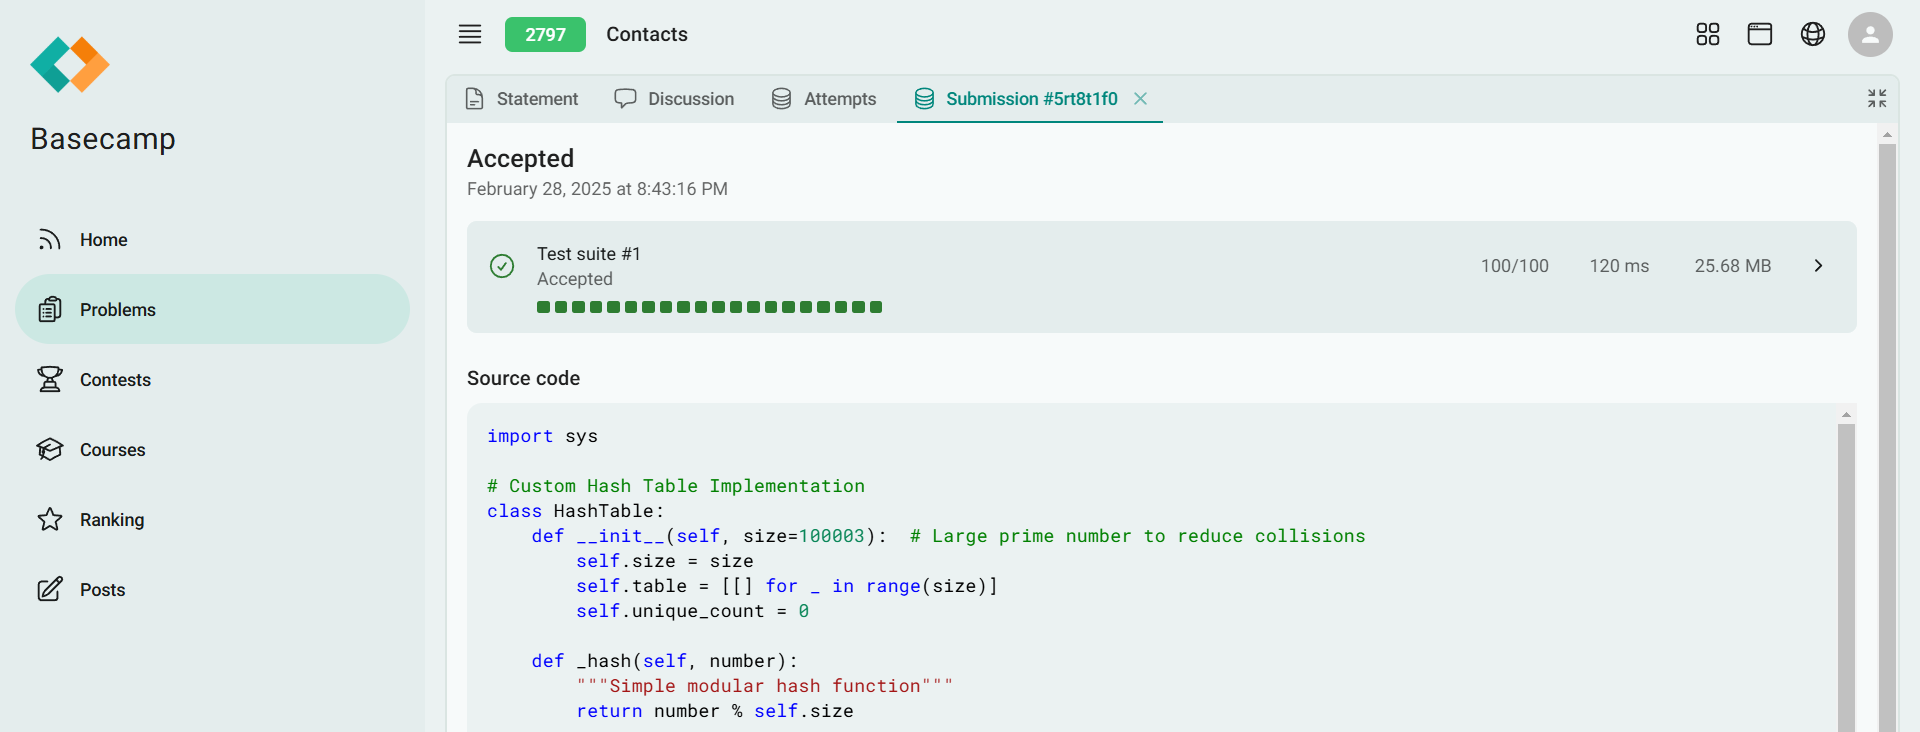 Basecamp
Home
Problems
Contests
Courses
Ranking
Posts
2797 Contacts
Statement Discussion Attempts Submission #5rt8t1f0
Accepted
February 28, 2025 at 8:43:16 PM
Test suite #1
Accepted
100/100 120 ms 25.68 MB
Source code
import sys
# Custom Hash Table Implementation
class HashTable:
    def __init__(self, size=100003):  # Large prime number to reduce collisions
        self.size = size
        self.table = [[] for _ in range(size)]
        self.unique_count = 0
    def _hash(self, number):
        """Simple modular hash function"""
        return number % self.size